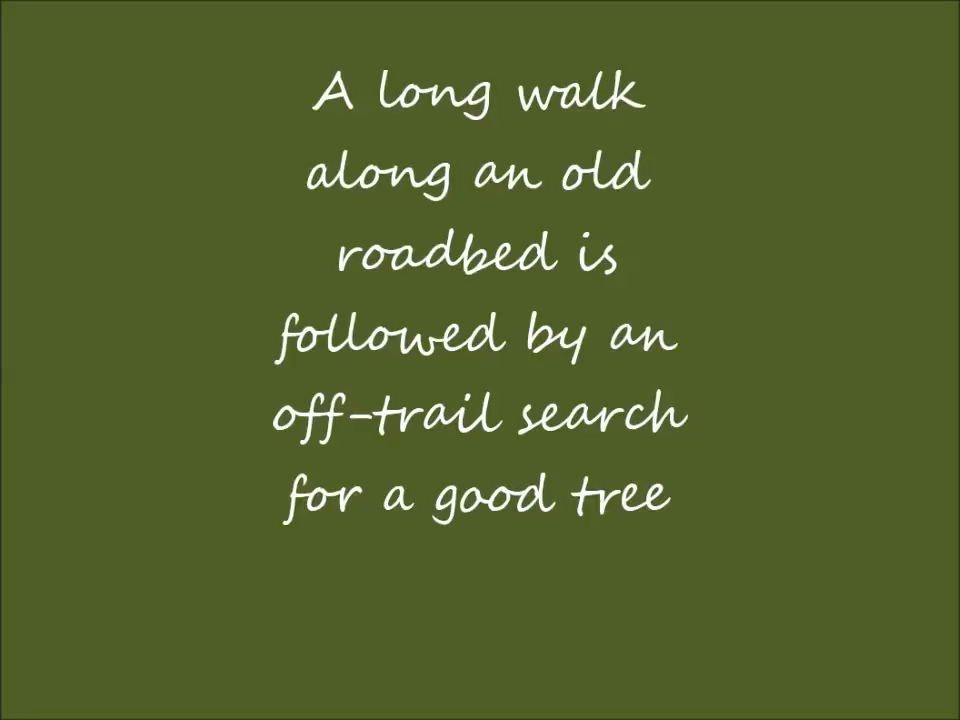 A long walk
along an old
roadbed is
followed by an
off-trail search
for a good tree